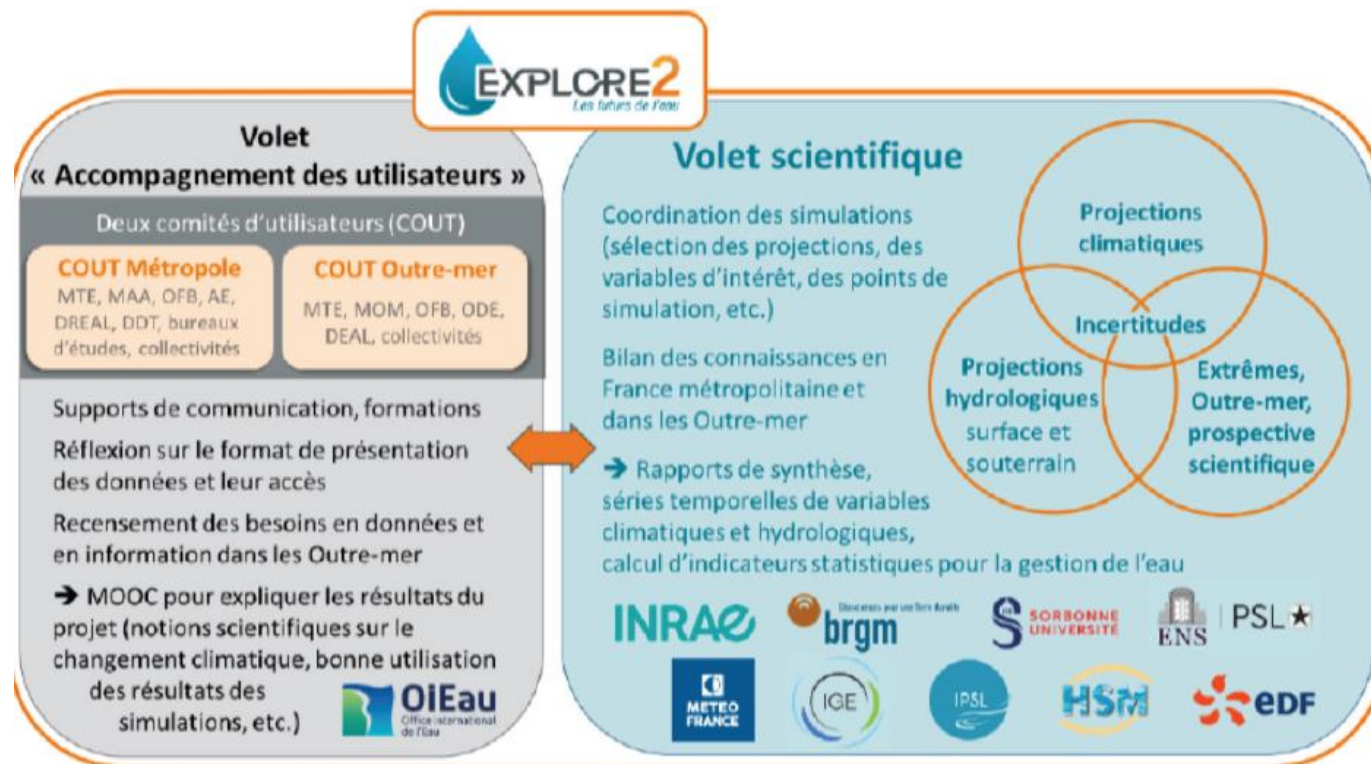 EXPLORE2
Les futurs de l'eau
Volet
« Accompagnement des utilisateurs »
Deux comités d'utilisateurs (COUT)
COUT Métropole
MTE, MAA, OFB, AE,
DREAL, DDT, bureaux
d'études, collectivités
COUT Outre-mer
MTE, MOM, OFB, ODE,
DEAL, collectivités
Supports de communication, formations
Réflexion sur le format de présentation
des données et leur accès
Recensement des besoins en données et
en information dans les Outre-mer
➔ MOOC pour expliquer les résultats du
projet (notions scientifiques sur le
changement climatique, bonne utilisation
des résultats des
simulations, etc.)
OiEau
Office International
de l'Eau
Volet scientifique
Coordination des simulations
(sélection des projections, des
variables d'intérêt, des points de
simulation, etc.)
Bilan des connaissances en
France métropolitaine et
dans les Outre-mer
➔ Rapports de synthèse,
séries temporelles de variables
climatiques et hydrologiques,
calcul d'indicateurs statistiques pour la gestion de l'eau
Projections
climatiques
Incertitudes
Projections
hydrologiques
surface et
souterrain
Extrêmes,
Outre-mer,
prospective
scientifique
INRAE
Géosciences pour une Terre durable
brgm
SORBONNE
UNIVERSITÉ
ENS
PSL★
METEO
FRANCE
IGE
IPSL
HSM
eDF